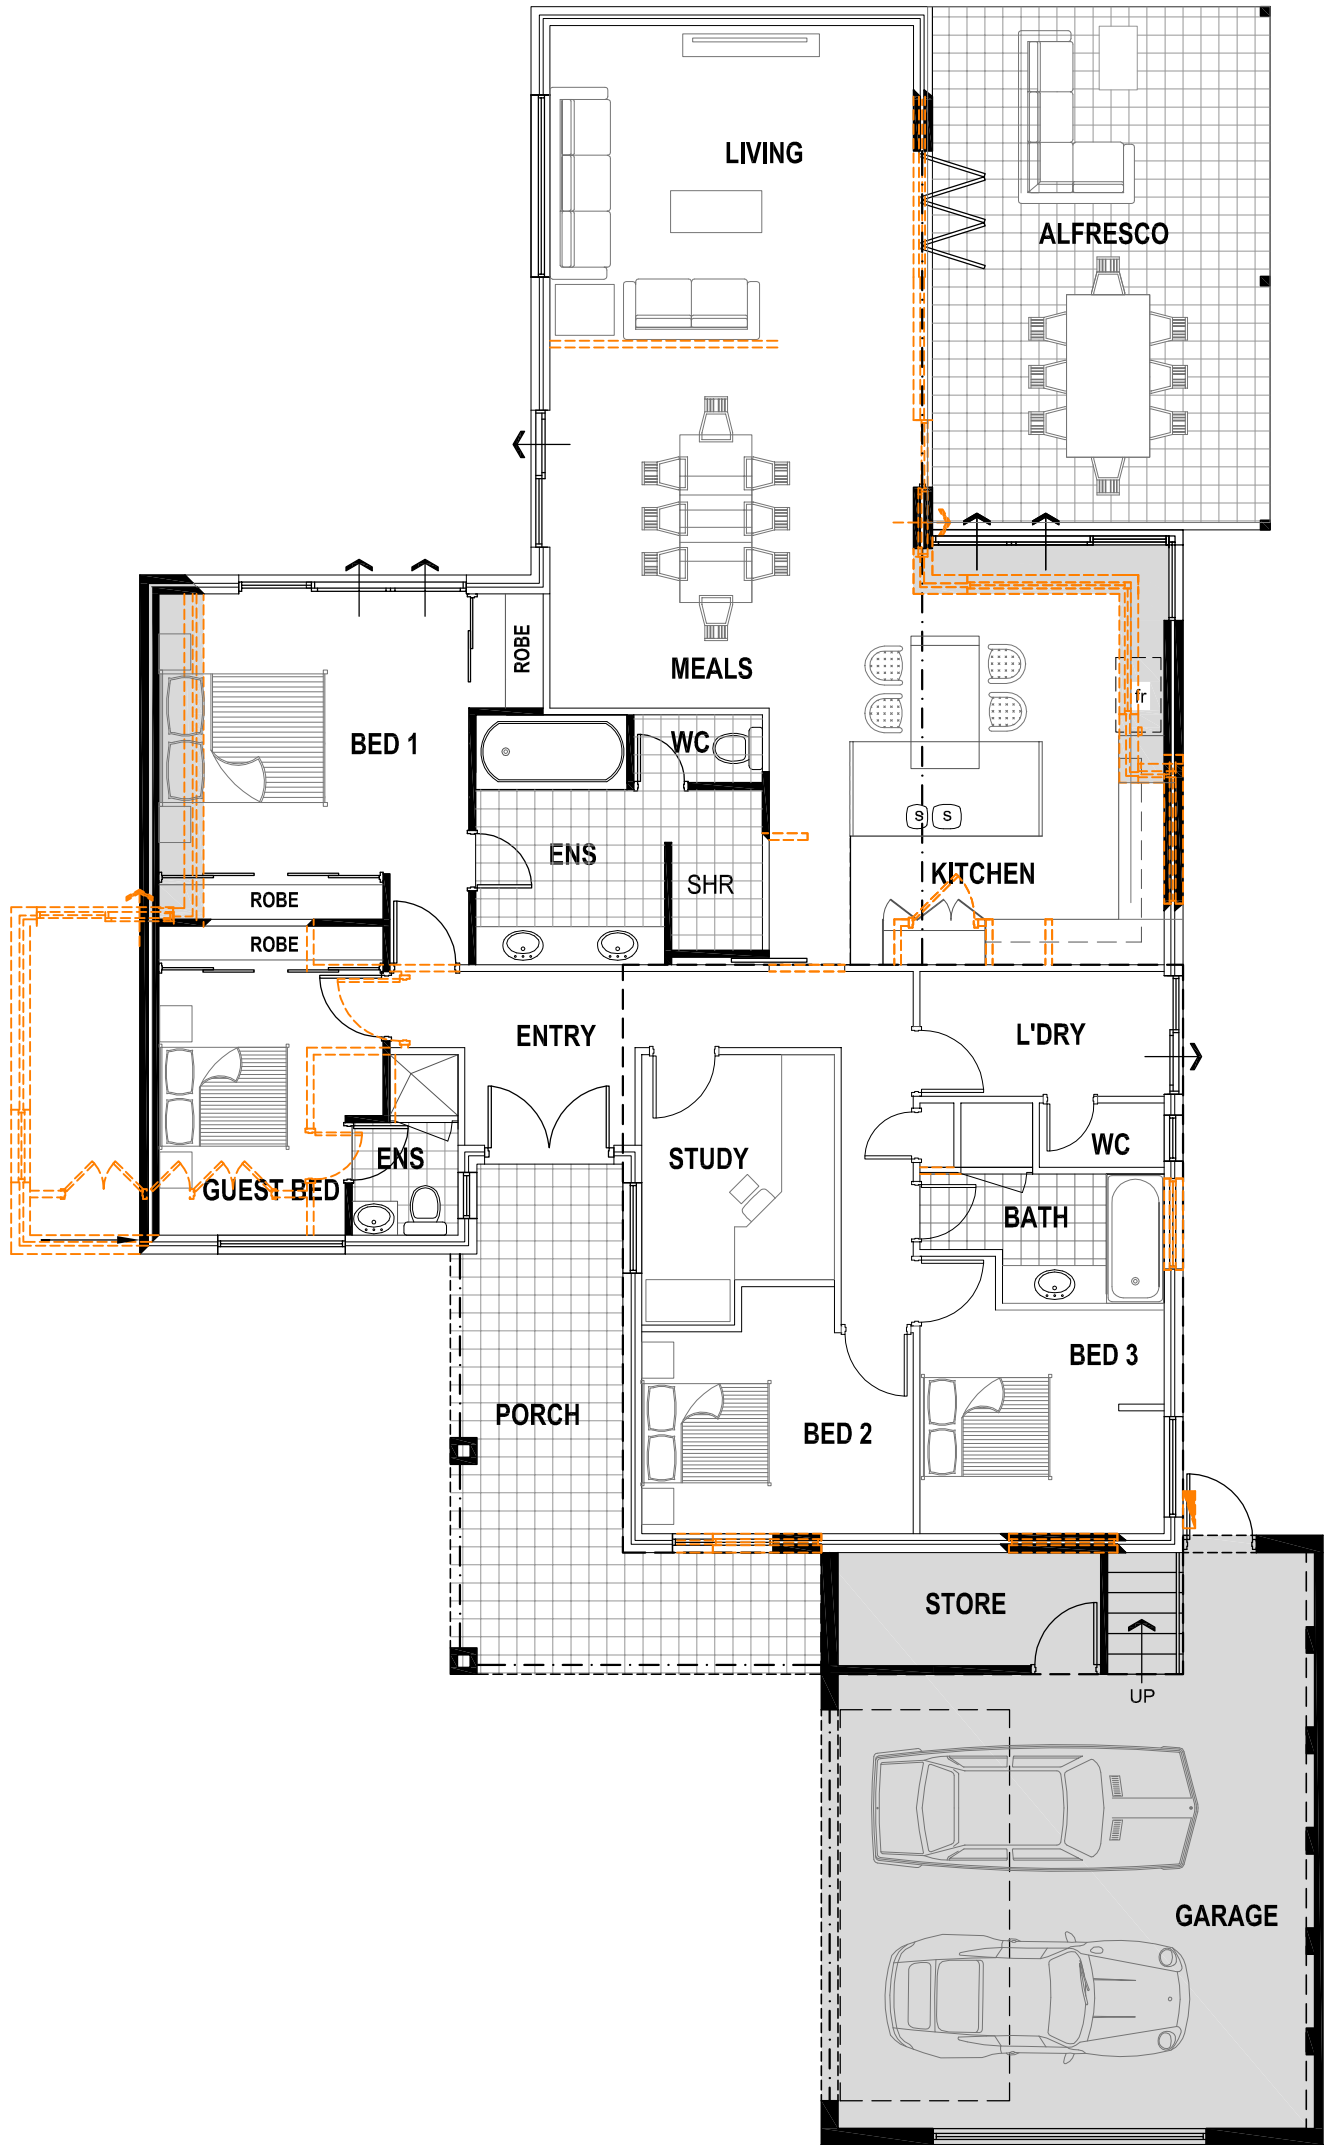 LIVING
ALFRESCO
ROBE
MEALS
fr
BED 1
WC
S S
ENS
KITCHEN
SHR
ROBE
ROBE
ENTRY
L'DRY
WC
ENS
STUDY
GUEST BED
BATH
BED 3
PORCH
BED 2
STORE
UP
GARAGE